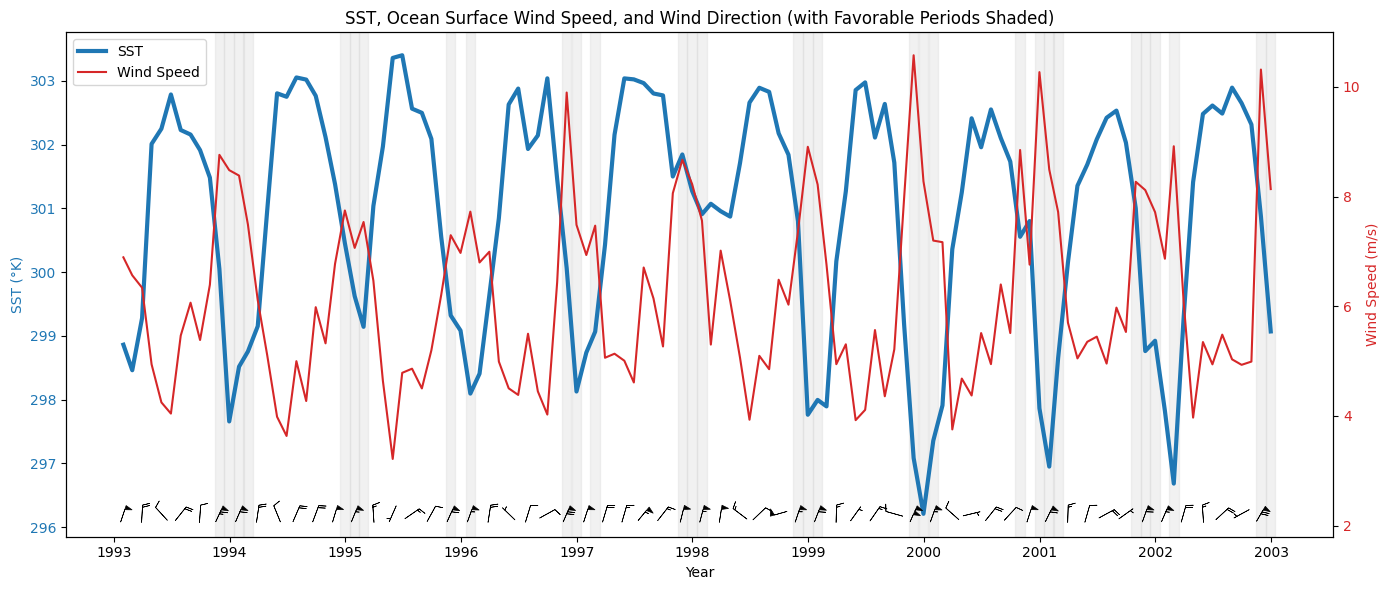 SST, Ocean Surface Wind Speed, and Wind Direction (with Favorable Periods Shaded)
SST
Wind Speed
303
302
301
300
299
298
297
296
SST (°K)
10
8
6
4
2
Wind Speed (m/s)
1993 1994 1995 1996 1997 1998 1999 2000 2001 2002 2003
Year